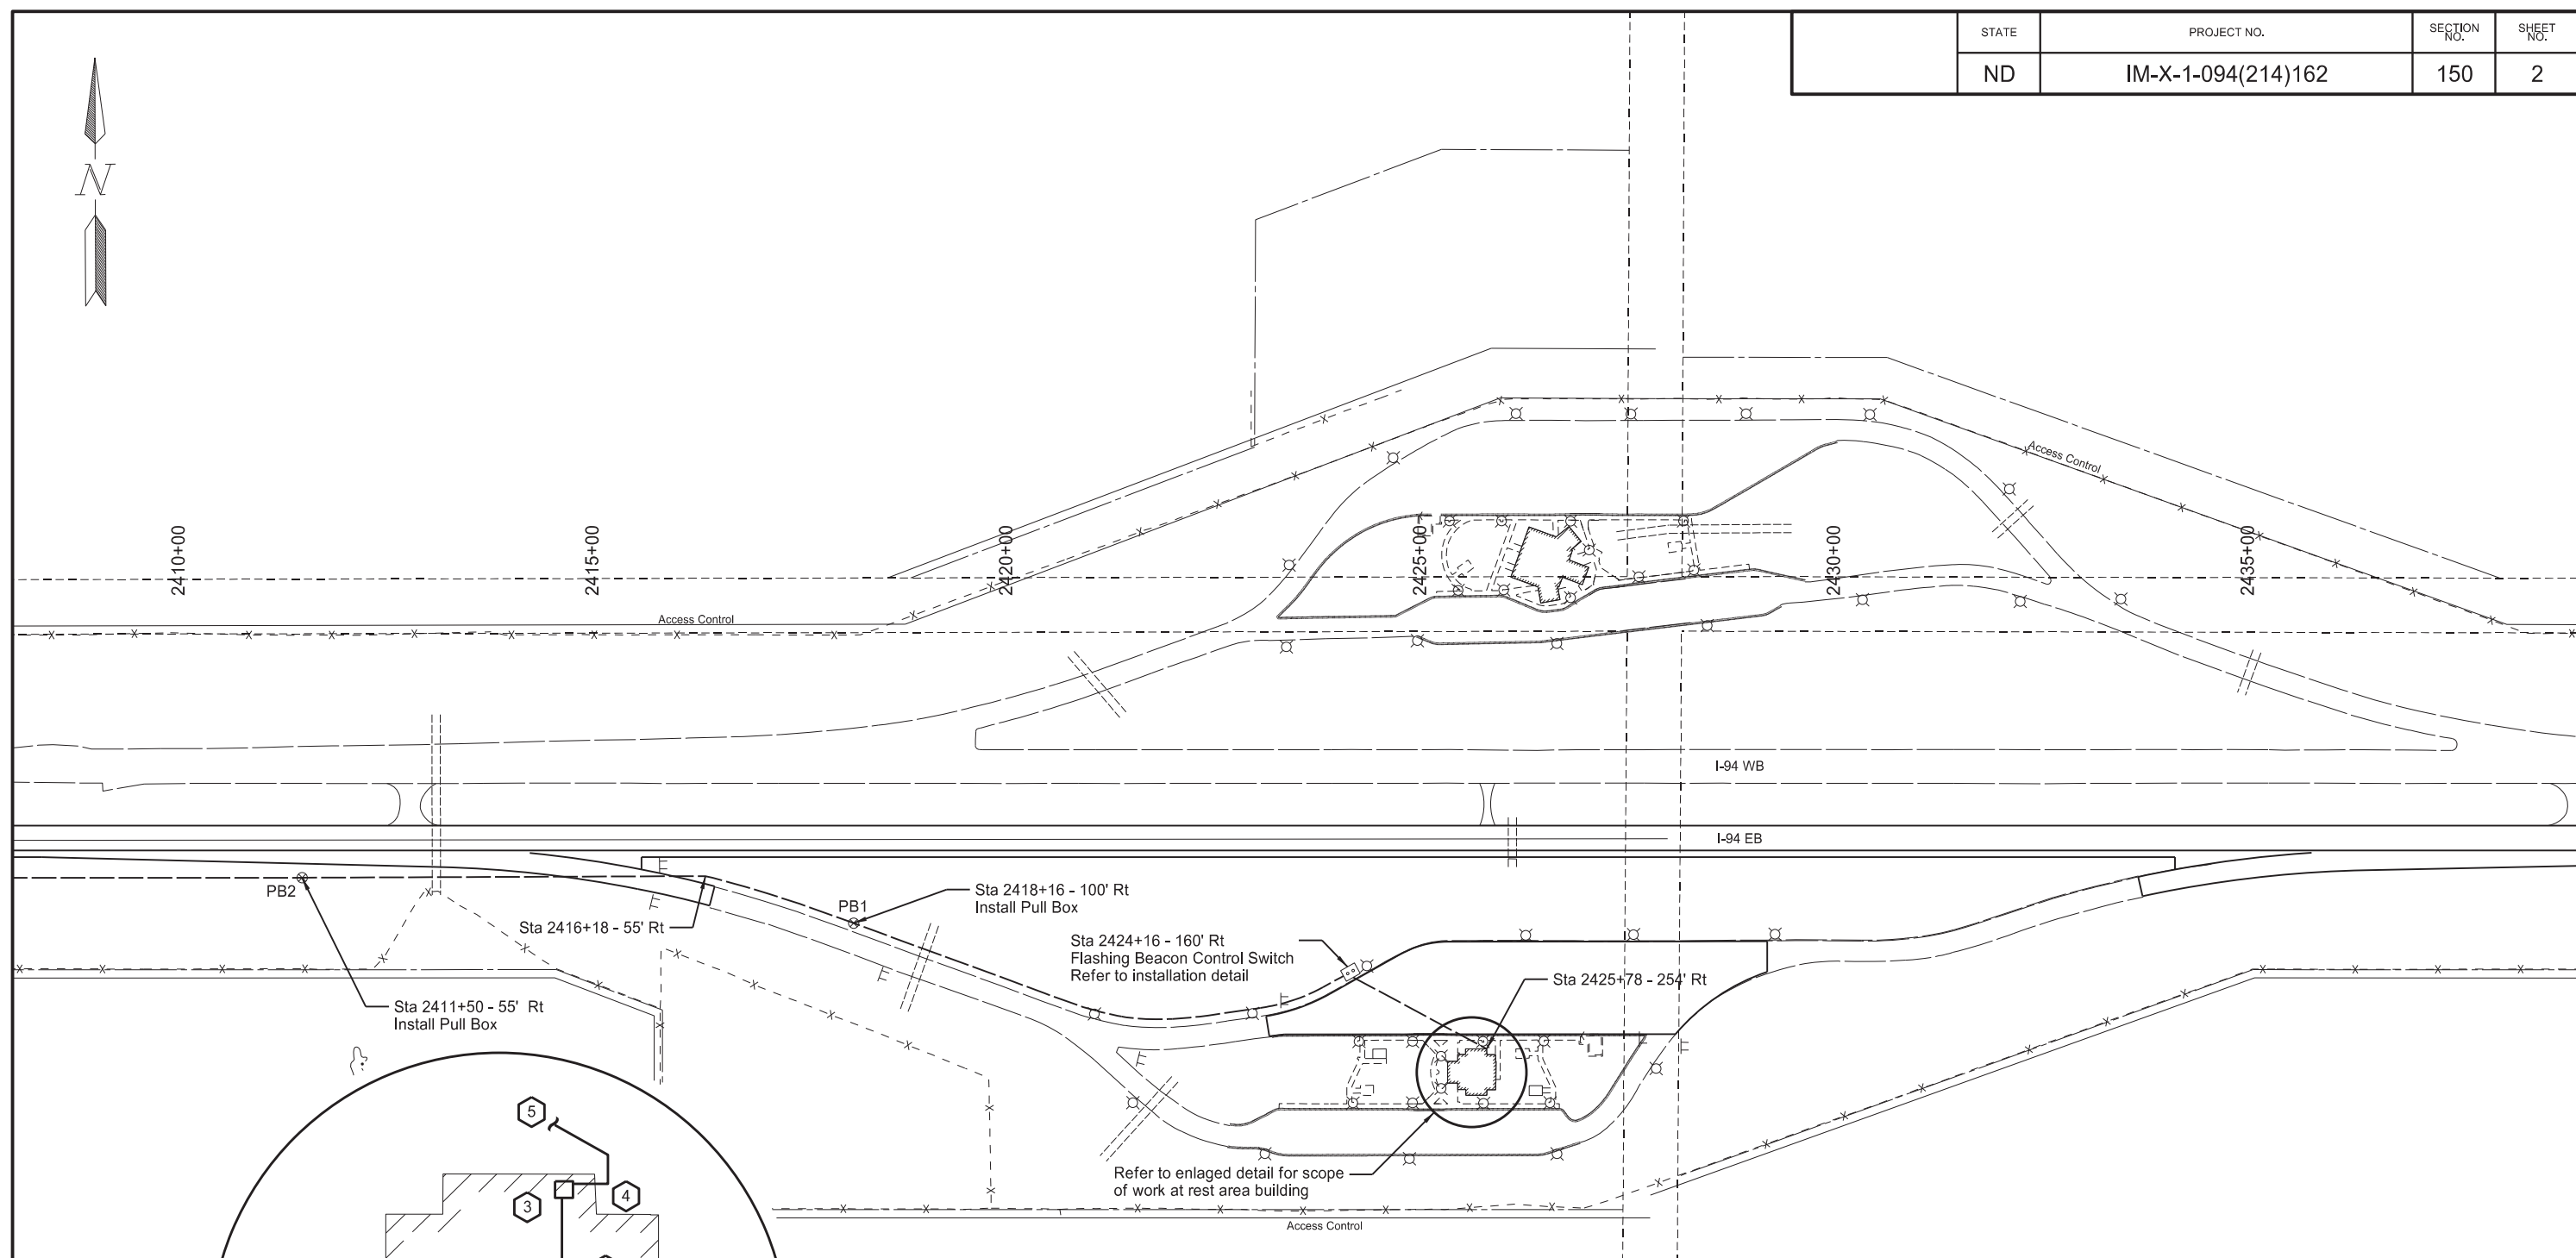 STATE
PROJECT NO.
SECTION NO.
SHEET NO.
ND
IM-X-1-094(214)162
150
2
N
Access Control
2410+00
2415+00
2420+00
2425+00
2430+00
2435+00
Access Control
I-94 WB
I-94 EB
PB2
PB1
Sta 2418+16 - 100' Rt
Install Pull Box
Sta 2416+18 - 55' Rt
Sta 2424+16 - 160' Rt
Flashing Beacon Control Switch
Refer to installation detail
Sta 2425+78 - 254' Rt
Sta 2411+50 - 55' Rt
Install Pull Box
5
Refer to enlaged detail for scope
of work at rest area building
3
4
Access Control